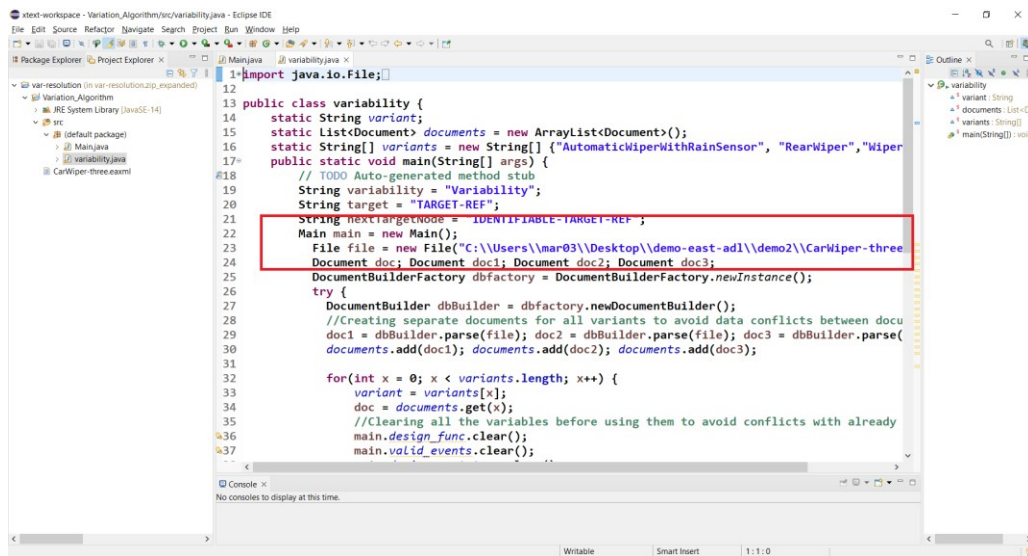 xtext-workspace - Variation_Algorithm/src/variability.java - Eclipse IDE
File Edit Source Refactor Navigate Search Project Run Window Help
Package Explorer Project Explorer
var-resolution (in var-resolution.zip_expanded)
Variation_Algorithm
JRE System Library [JavaSE-14]
src
(default package)
Main.java
variability.java
CarWiper-three.eaxml
Main.java variability.java
1 import java.io.File;
12
13 public class variability {
14 static String variant;
15 static List<Document> documents = new ArrayList<Document>();
16 static String[] variants = new String[] {"AutomaticWiperWithRainSensor", "RearWiper","Wiper
17 public static void main(String[] args) {
18 // TODO Auto-generated method stub
19 String variability = "Variability";
20 String target = "TARGET-REF";
21 String nextTargetNode = "IDENTIFIABLE-TARGET-REF";
22 Main main = new Main();
23 File file = new File("C:\\Users\\mar03\\Desktop\\demo-east-adl\\demo2\\CarWiper-three
24 Document doc; Document doc1; Document doc2; Document doc3;
25 DocumentBuilderFactory dbfactory = DocumentBuilderFactory.newInstance();
26 try {
27 DocumentBuilder dbBuilder = dbfactory.newDocumentBuilder();
28 //Creating separate documents for all variants to avoid data conflicts between docu
29 doc1 = dbBuilder.parse(file); doc2 = dbBuilder.parse(file); doc3 = dbBuilder.parse(
30 documents.add(doc1); documents.add(doc2); documents.add(doc3);
31
32 for(int x = 0; x < variants.length; x++) {
33 variant = variants[x];
34 doc = documents.get(x);
35 //Clearing all the variables before using them to avoid conflicts with already
36 main.design_func.clear();
37 main.valid_events.clear();
Outline
variability
variant : String
documents : List<D
variants : String[]
main(String[]) : voi
Console
No consoles to display at this time.
Writable Smart Insert 1 : 1 : 0